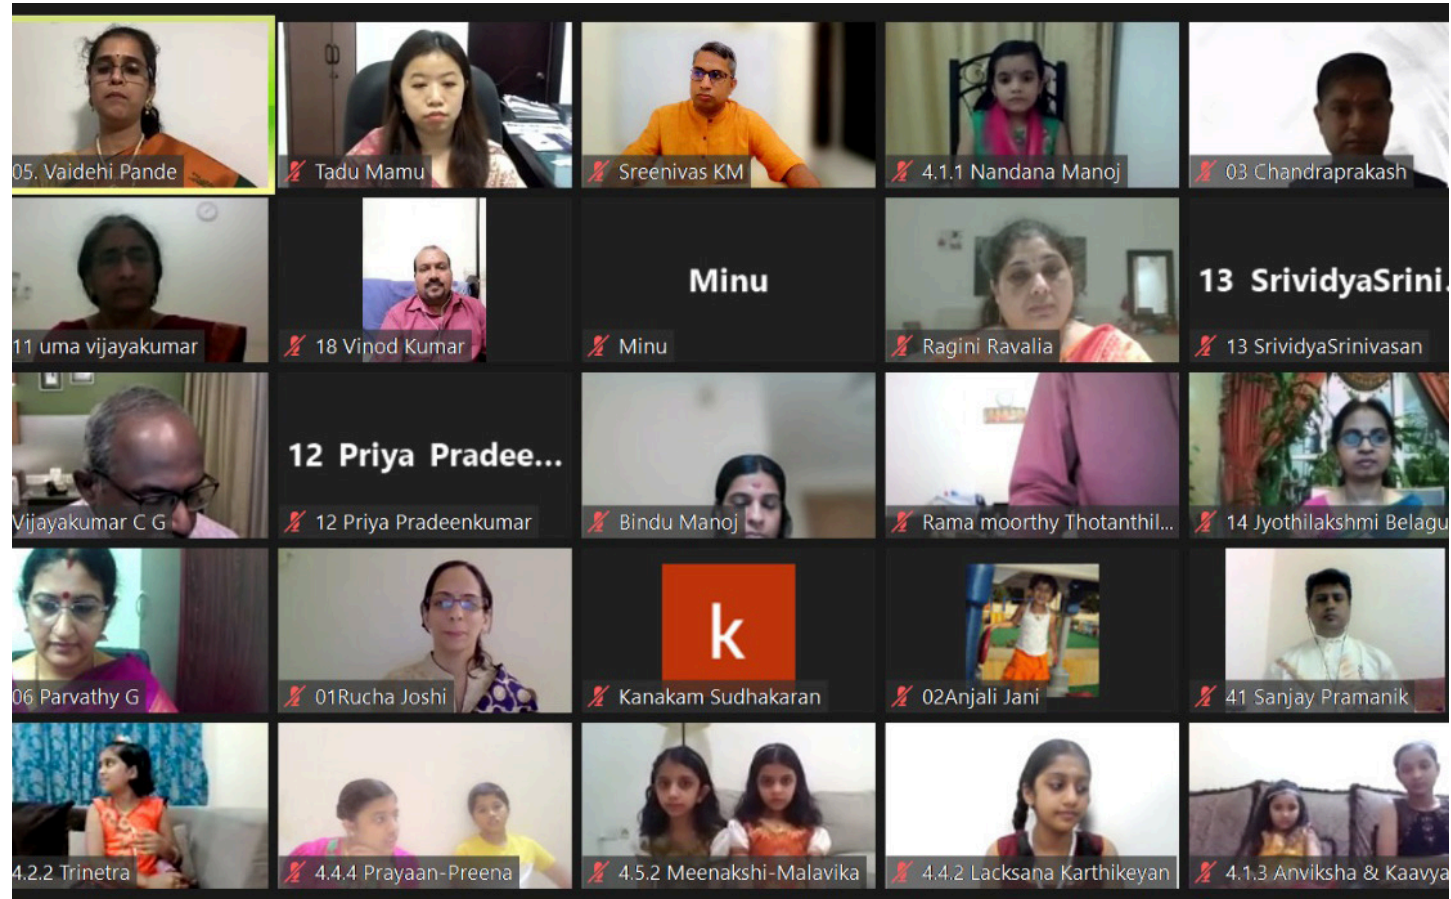 05. Vaidehi Pande
Tadu Mamu
Sreenivas KM
4.1.1 Nandana Manoj
03 Chandraprakash
11 uma vijayakumar
18 Vinod Kumar
Minu
Minu
Ragini Ravalia
13 SrividyaSrini.
13 SrividyaSrinivasan
Vijayakumar C G
12 Priya Pradee...
12 Priya Pradeenkumar
Bindu Manoj
Rama moorthy Thotanthil...
14 Jyothilakshmi Belagu
06 Parvathy G
01Rucha Joshi
k
Kanakam Sudhakaran
02Anjali Jani
41 Sanjay Pramanik
4.2.2 Trinetra
4.4.4 Prayaan-Preena
4.5.2 Meenakshi-Malavika
4.4.2 Lacksana Karthikeyan
4.1.3 Anviksha & Kaavya